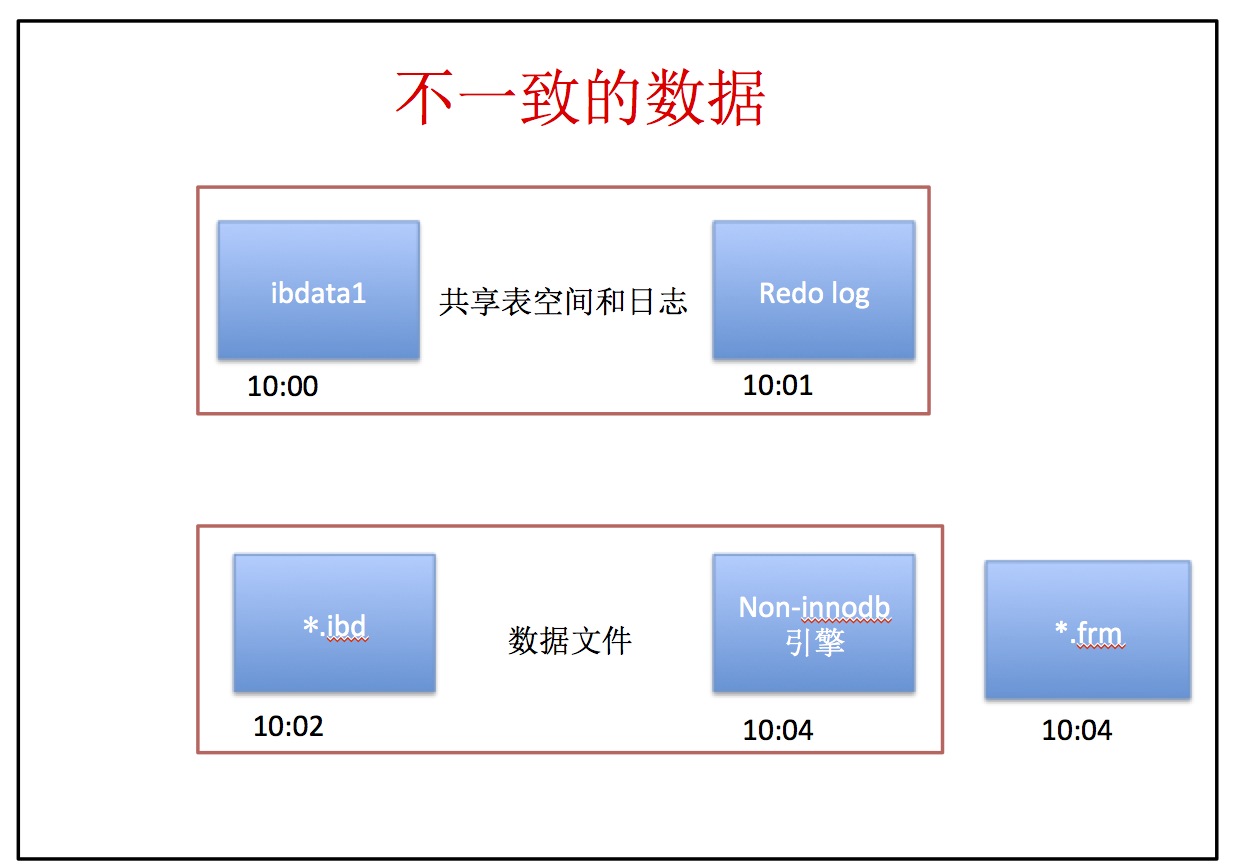 不一致的数据
ibdata1
共享表空间和日志
Redo log
10:00
10:01
*.ibd
数据文件
Non-innodb
引擎
*.frm
10:02
10:04
10:04